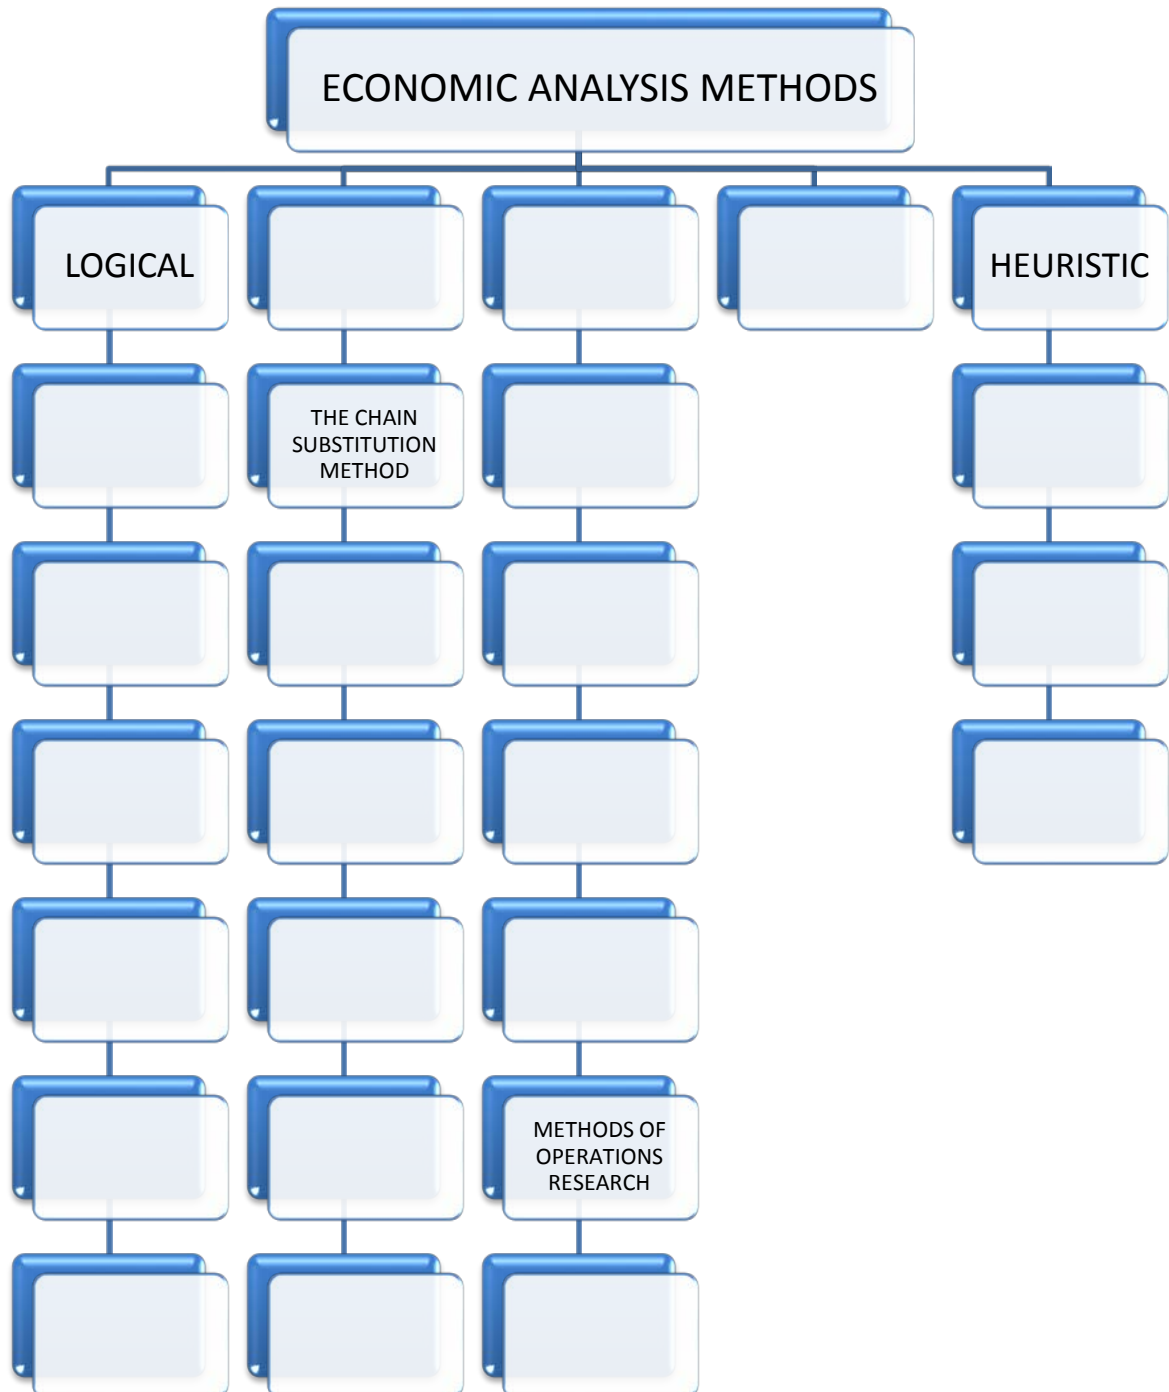 ECONOMIC ANALYSIS METHODS
LOGICAL
HEURISTIC
THE CHAIN
SUBSTITUTION
METHOD
METHODS OF
OPERATIONS
RESEARCH